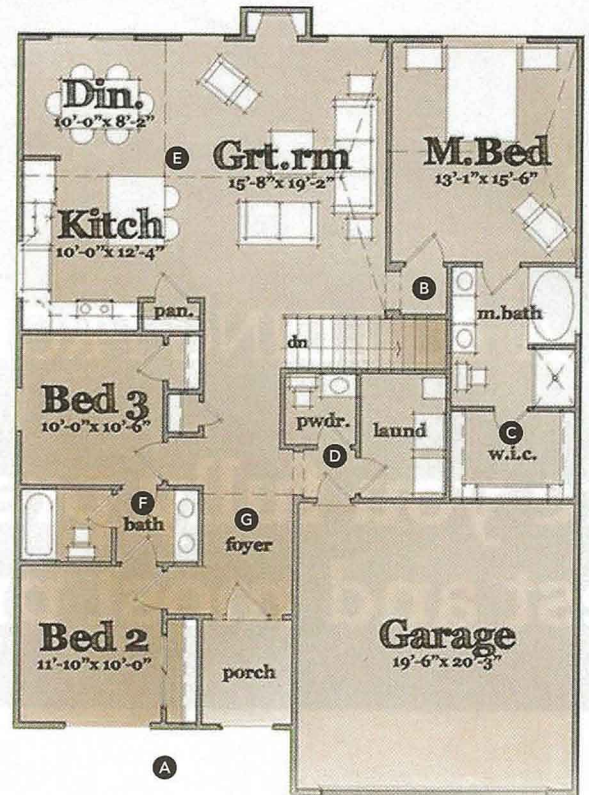 Din.
10'-0"x 8'-2"
E
Grt.rm
15'-8"x 19'-2"
M.Bed
13'-1"x 15'-6"
Kitch
10'-0"x 12'-4"
B
pan.
m.bath
dn
Bed 3
10'-0"x 10'-6"
pwdr.
laund
C
w.i.c.
D
F
bath
G
foyer
Bed 2
11'-10"x 10'-0"
porch
Garage
19'-6"x 20'-3"
A